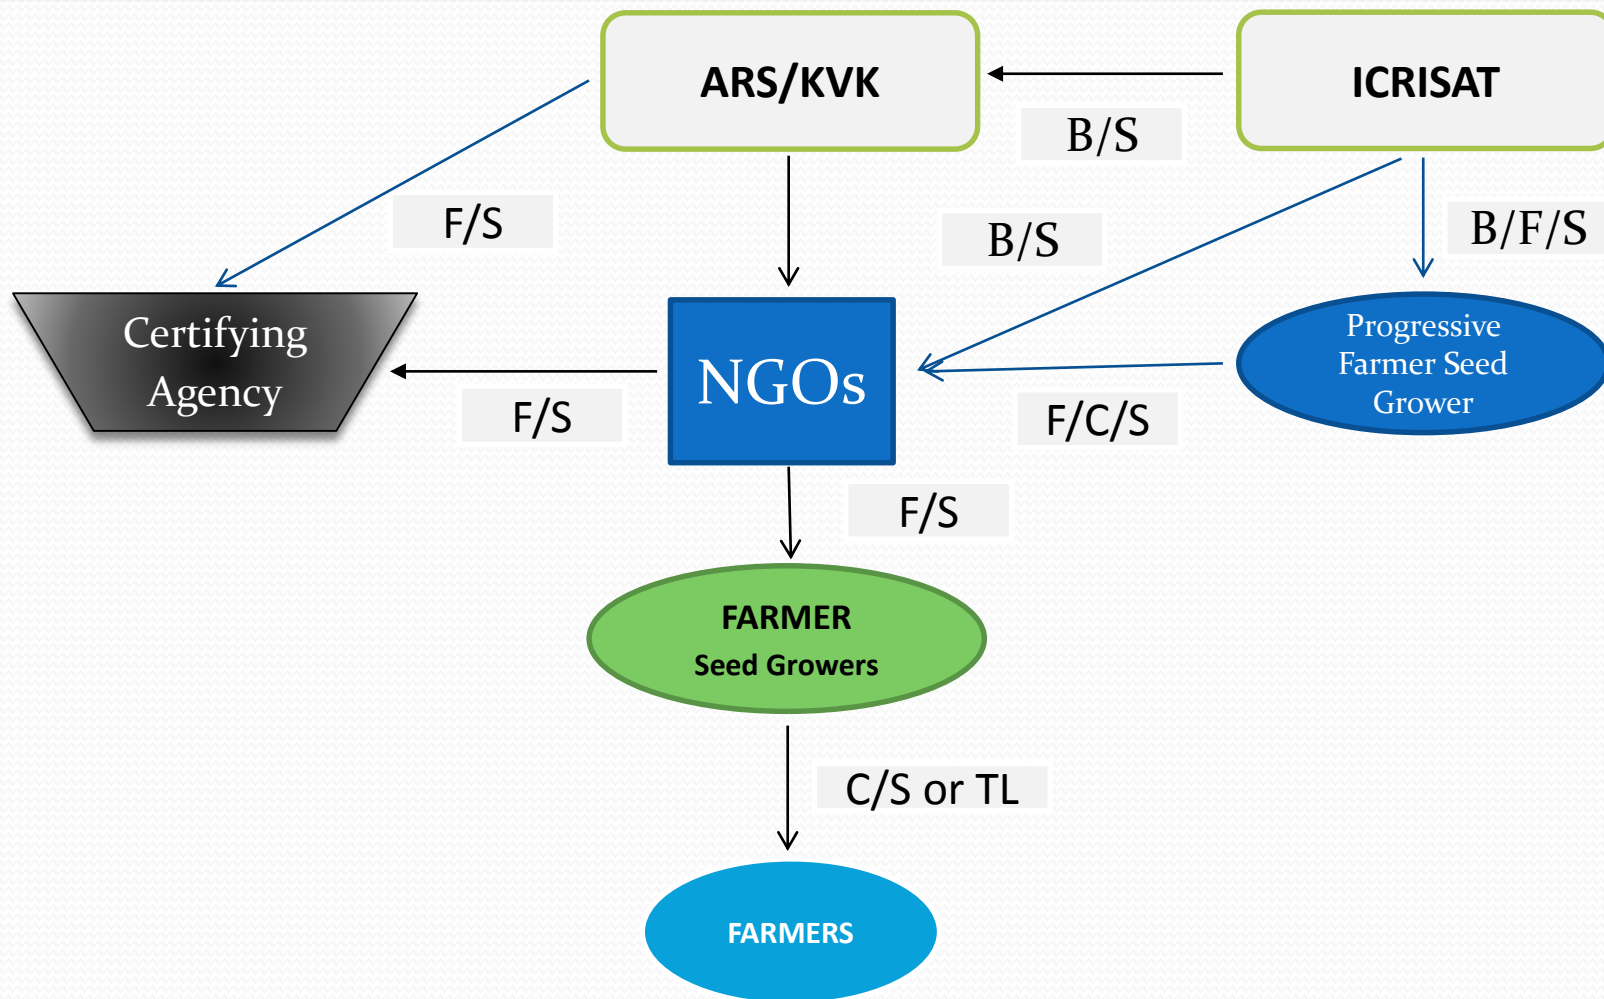 ARS/KVK
ICRISAT
B/S
F/S
B/S
B/F/S
Certifying
Agency
NGOs
Progressive
Farmer Seed
Grower
F/S
F/C/S
F/S
FARMER
Seed Growers
C/S or TL
FARMERS